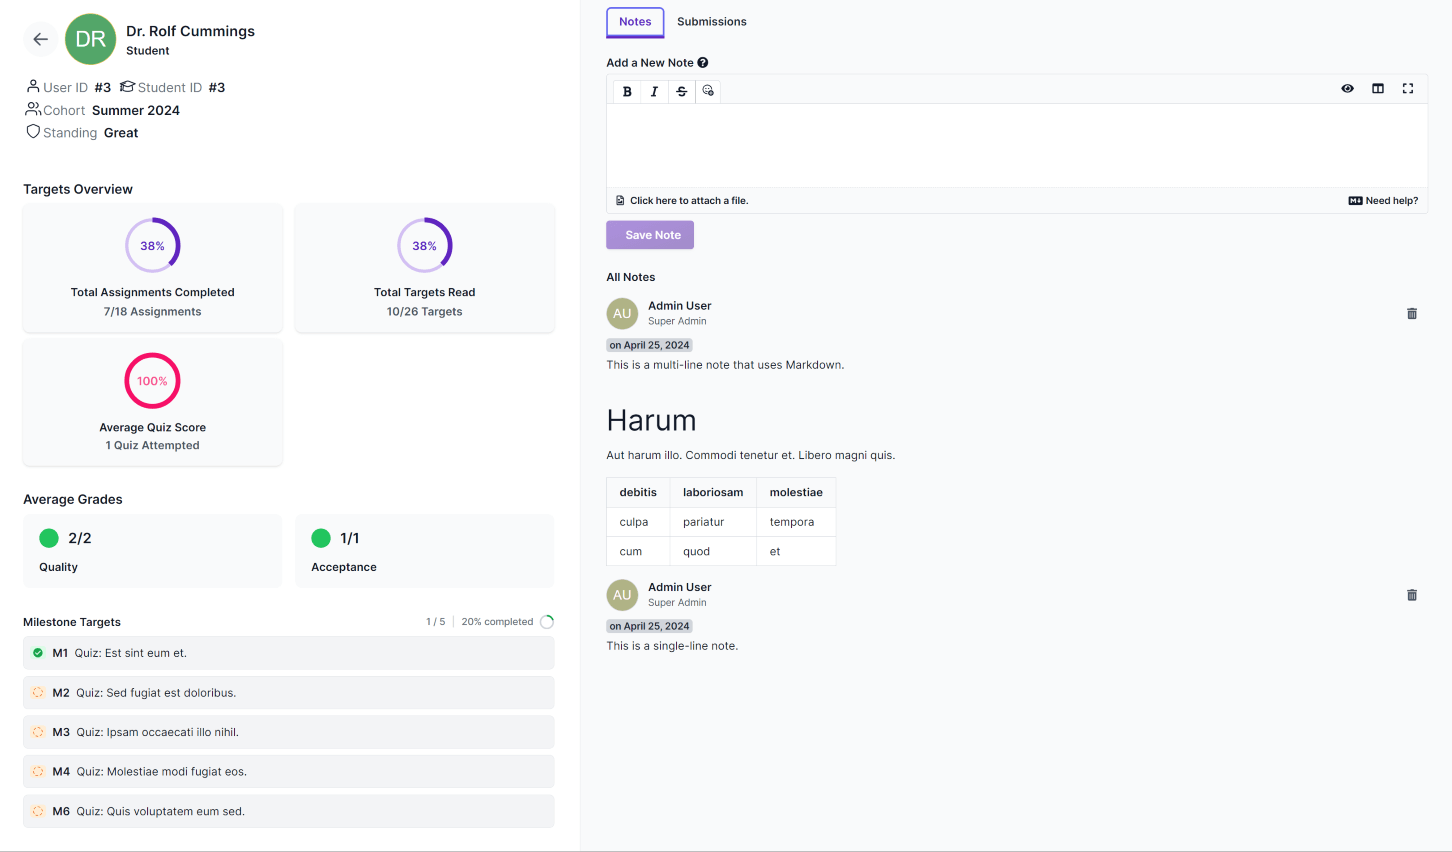 DR
Dr. Rolf Cummings
Student
User ID #3 Student ID #3
Cohort Summer 2024
Standing Great
Targets Overview
38%
Total Assignments Completed
7/18 Assignments
38%
Total Targets Read
10/26 Targets
100%
Average Quiz Score
1 Quiz Attempted
Average Grades
2/2
Quality
1/1
Acceptance
Milestone Targets 1 / 5 20% completed
M1 Quiz: Est sint eum et.
M2 Quiz: Sed fugiat est doloribus.
M3 Quiz: Ipsam occaecati illo nihil.
M4 Quiz: Molestiae modi fugiat eos.
M6 Quiz: Quis voluptatem eum sed.
Notes Submissions
Add a New Note ?
B I S
Click here to attach a file. Need help?
Save Note
All Notes
AU
Admin User
Super Admin
on April 25, 2024
This is a multi-line note that uses Markdown.
Harum
Aut harum illo. Commodi tenetur et. Libero magni quis.
debitis laboriosam molestiae
culpa pariatur tempora
cum quod et
AU
Admin User
Super Admin
on April 25, 2024
This is a single-line note.